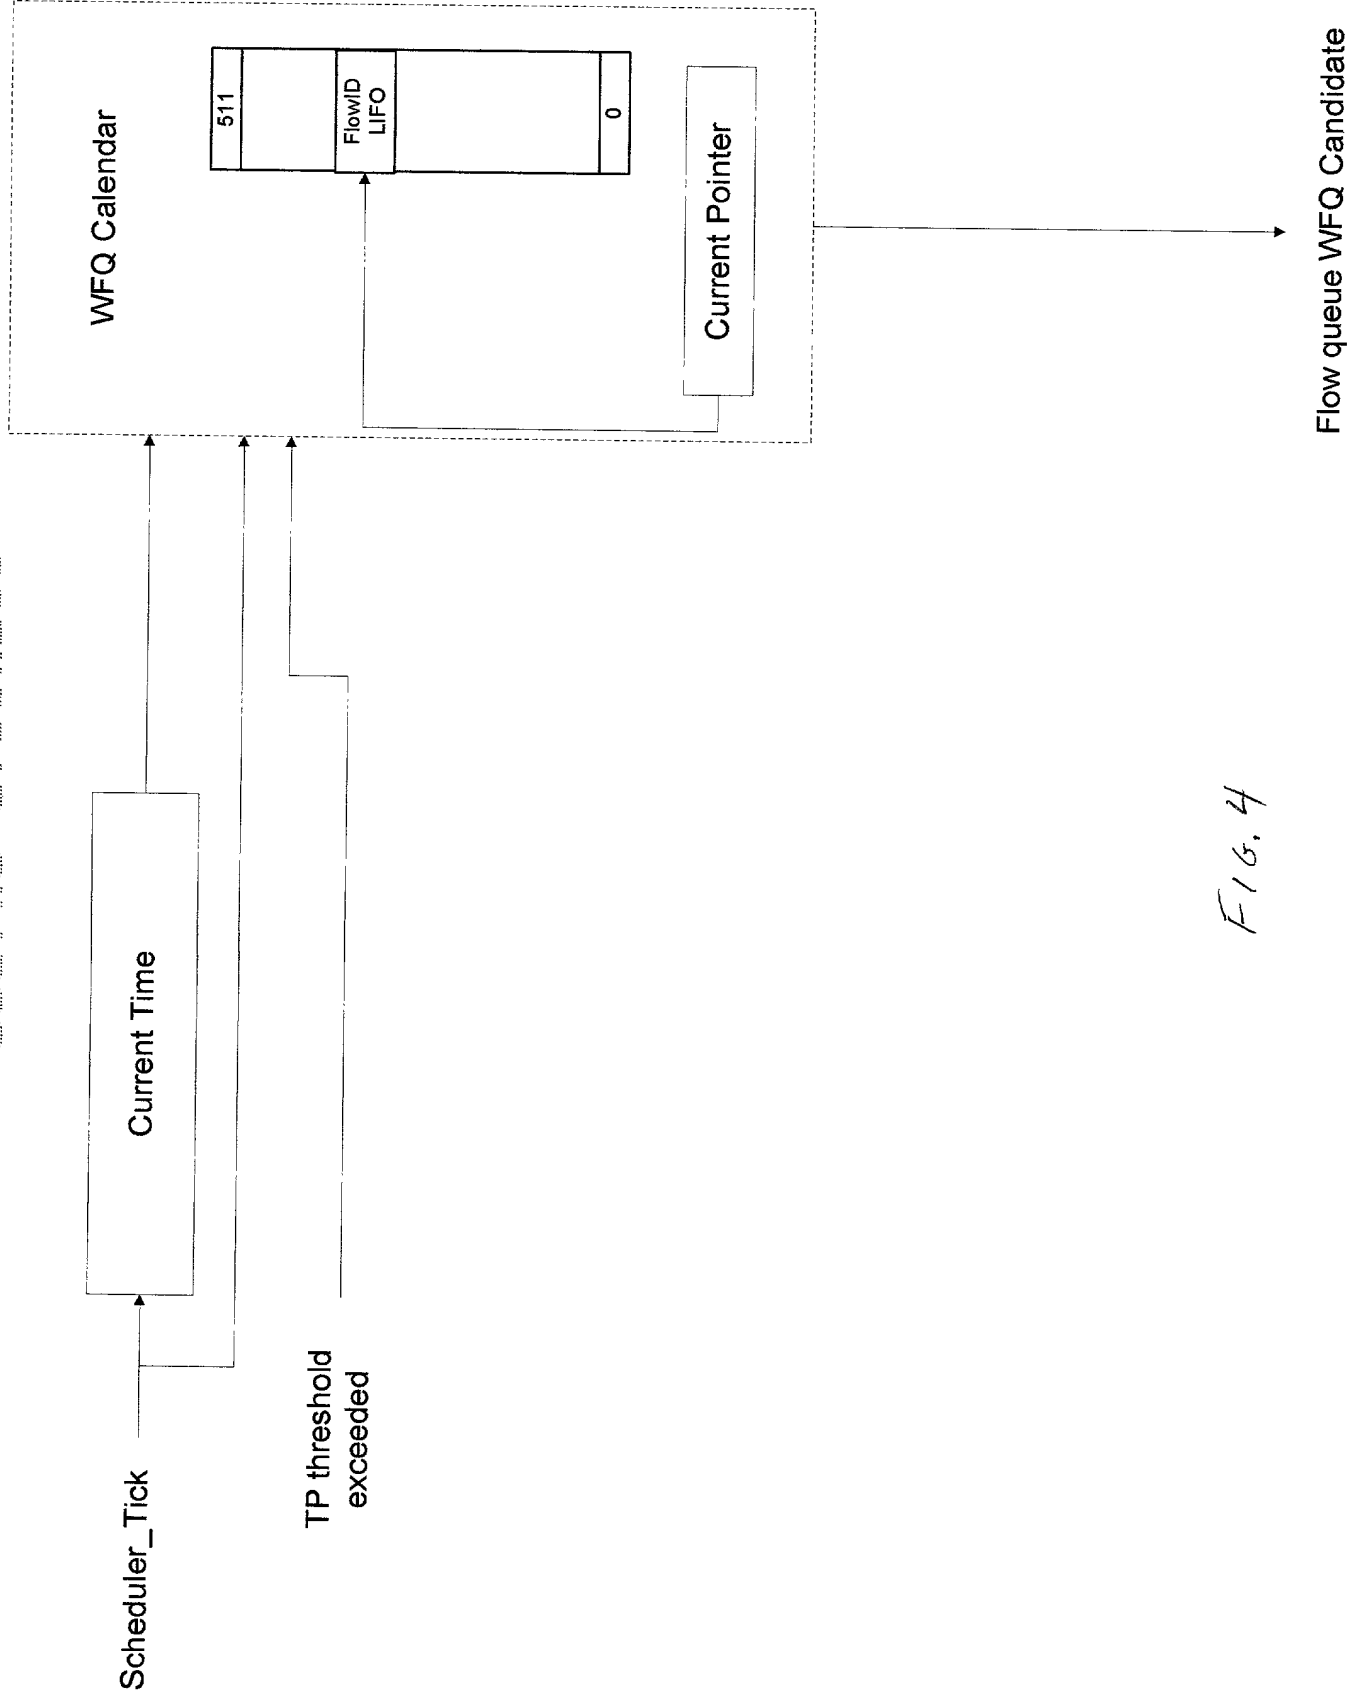 Scheduler_Tick
Current Time
TP threshold
exceeded
WFQ Calendar
511
FlowID
LIFO
0
Current Pointer
Flow queue WFQ Candidate
FIG. 4